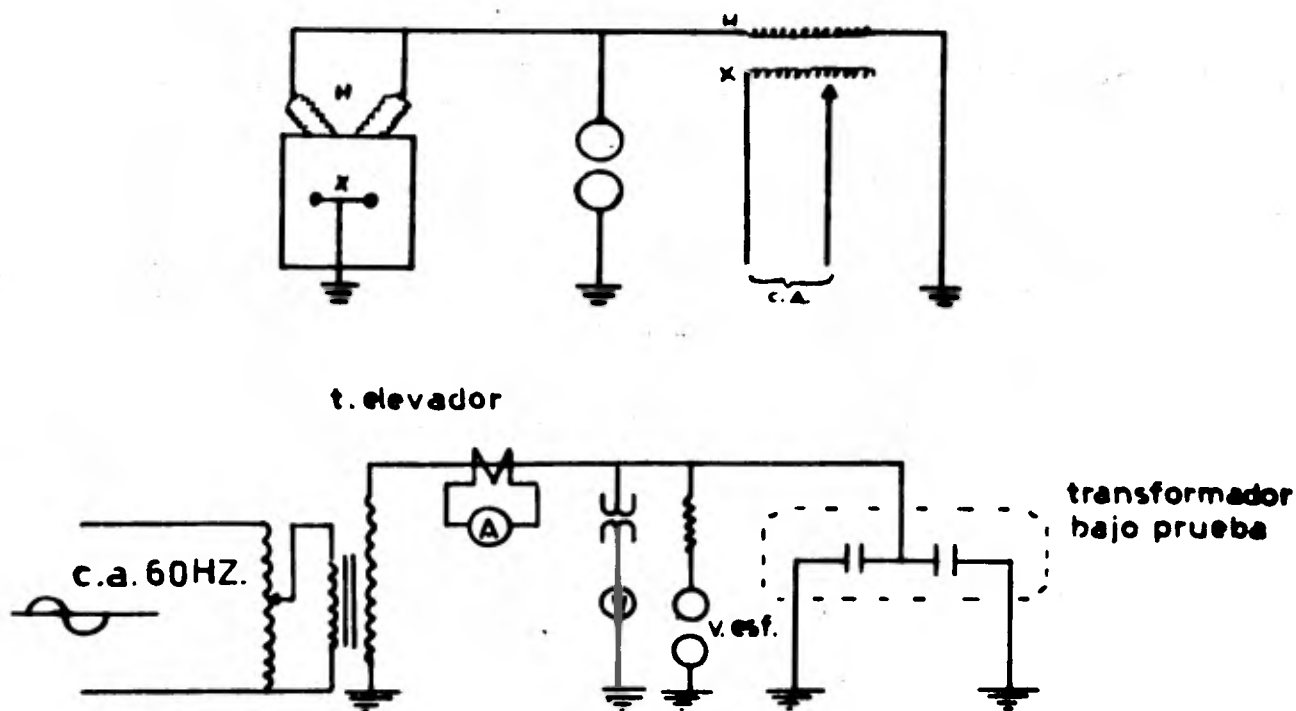 H
X
H
X
c.A.
t.elevador
A
transformador
bajo prueba
c.a.60HZ.
V
v.esf.